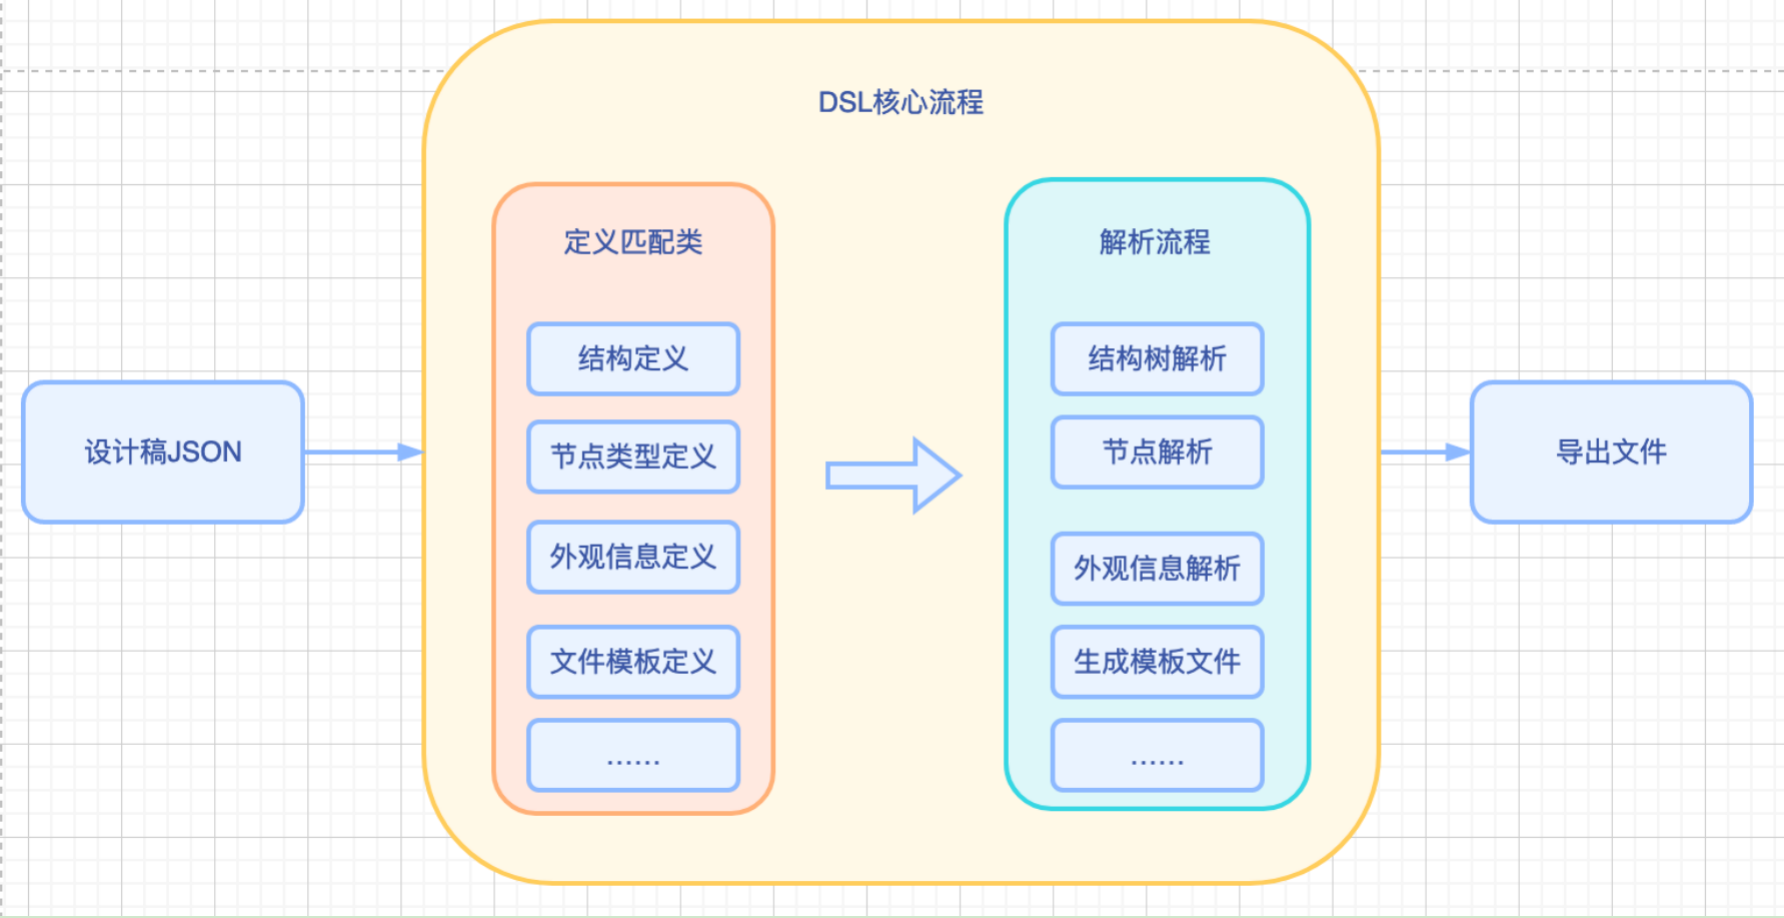 DSL核心流程
定义匹配类
解析流程
设计稿JSON
结构定义
节点类型定义
外观信息定义
文件模板定义
……
结构树解析
节点解析
外观信息解析
生成模板文件
……
导出文件